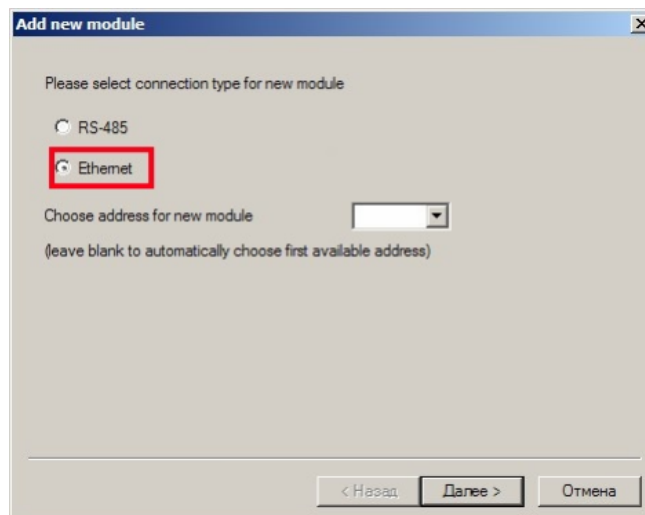 Add new module
Please select connection type for new module
RS-485
Ethernet
Choose address for new module
(leave blank to automatically choose first available address)
< Назад Далее > Отмена